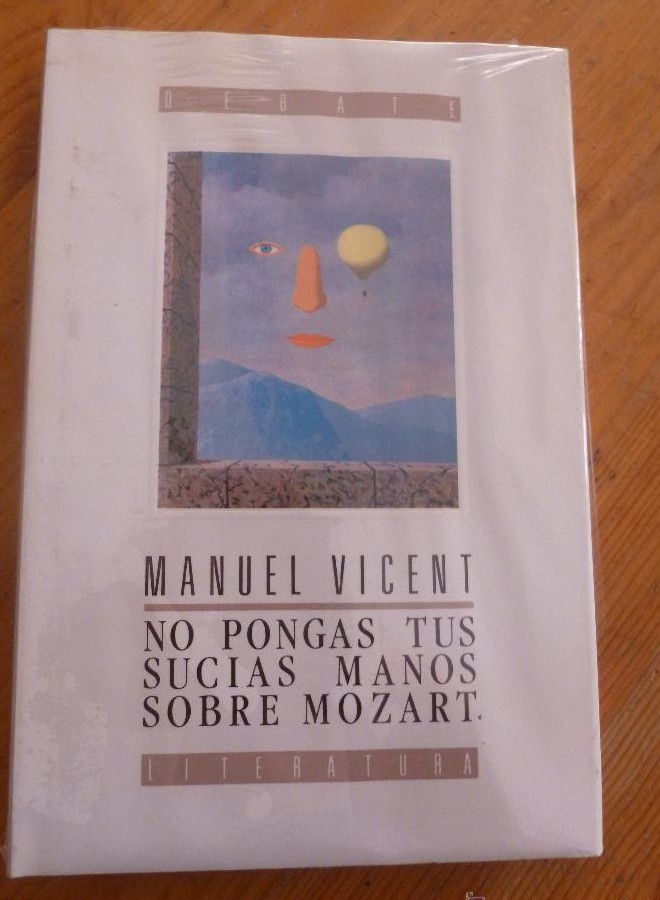 DEBATE
MANUEL VICENT
NO PONGAS TUS
SUCIAS MANOS
SOBRE MOZART.
LITERATURA